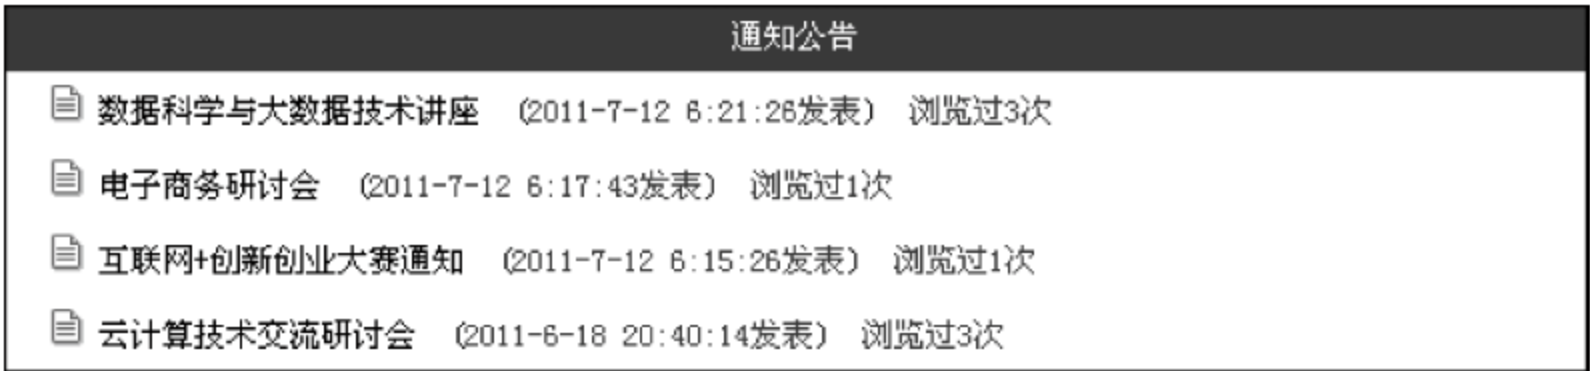 通知公告
数据科学与大数据技术讲座 (2011-7-12 6:21:26发表) 浏览过3次
电子商务研讨会 (2011-7-12 6:17:43发表) 浏览过1次
互联网+创新创业大赛通知 (2011-7-12 6:15:26发表) 浏览过1次
云计算技术交流研讨会 (2011-6-18 20:40:14发表) 浏览过3次